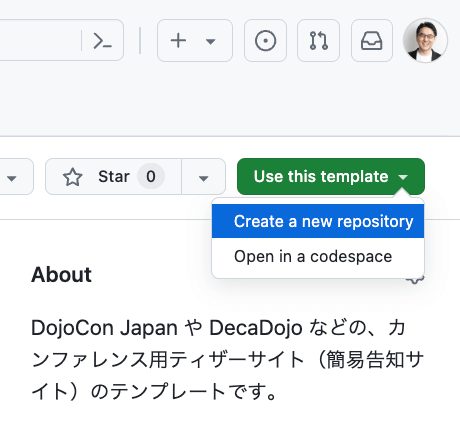 Star 0
Use this template
Create a new repository
Open in a codespace
About
DojoCon Japan や DecaDojo などの、カ
ンファレンス用ティザーサイト（簡易告知サ
イト）のテンプレートです。